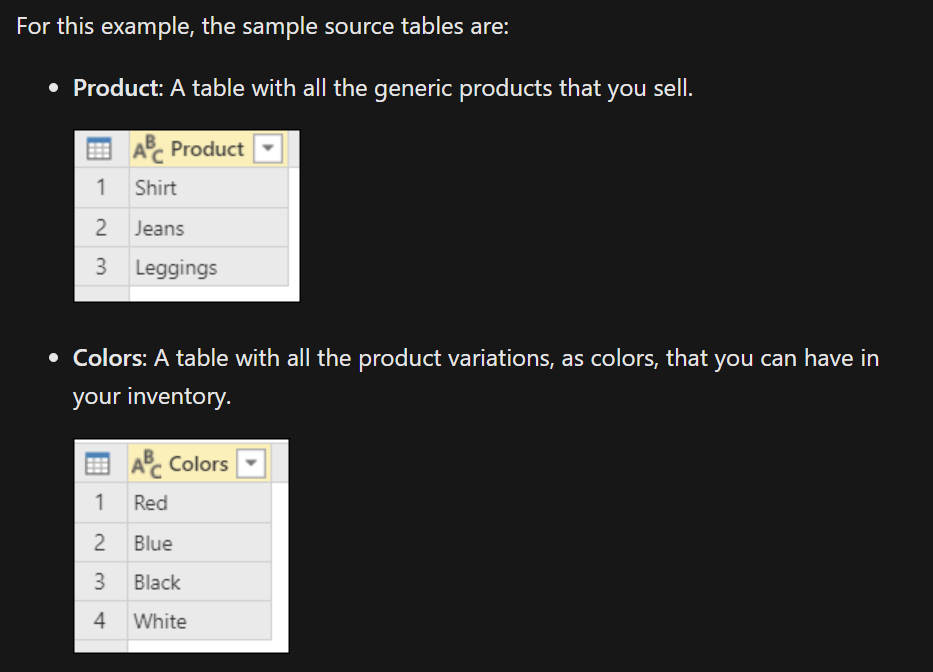 For this example, the sample source tables are:
• Product: A table with all the generic products that you sell.
ABC Product
1 Shirt
2 Jeans
3 Leggings
• Colors: A table with all the product variations, as colors, that you can have in
your inventory.
ABC Colors
1 Red
2 Blue
3 Black
4 White